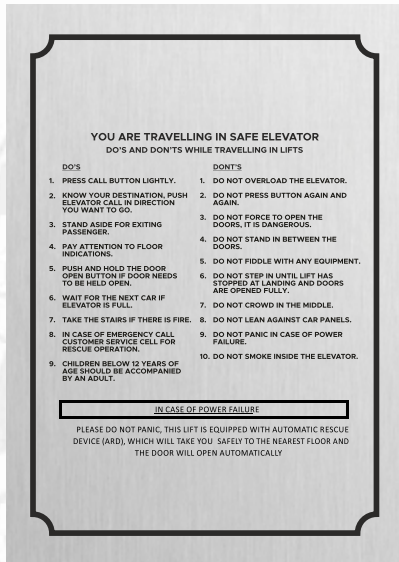 YOU ARE TRAVELLING IN SAFE ELEVATOR
DO'S AND DON'TS WHILE TRAVELLING IN LIFTS
DO'S
1. PRESS CALL BUTTON LIGHTLY.
2. KNOW YOUR DESTINATION, PUSH
ELEVATOR CALL IN DIRECTION
YOU WANT TO GO.
3. STAND ASIDE FOR EXITING
PASSENGER.
4. PAY ATTENTION TO FLOOR
INDICATIONS.
5. PUSH AND HOLD THE DOOR
OPEN BUTTON IF DOOR NEEDS
TO BE HELD OPEN.
6. WAIT FOR THE NEXT CAR IF
ELEVATOR IS FULL.
7. TAKE THE STAIRS IF THERE IS FIRE.
8. IN CASE OF EMERGENCY CALL
CUSTOMER SERVICE CELL FOR
RESCUE OPERATION.
9. CHILDREN BELOW 12 YEARS OF
AGE SHOULD BE ACCOMPANIED
BY AN ADULT.
DONT'S
1. DO NOT OVERLOAD THE ELEVATOR.
2. DO NOT PRESS BUTTON AGAIN AND
AGAIN.
3. DO NOT FORCE TO OPEN THE
DOORS, IT IS DANGEROUS.
4. DO NOT STAND IN BETWEEN THE
DOORS.
5. DO NOT FIDDLE WITH ANY EQUIPMENT.
6. DO NOT STEP IN UNTIL LIFT HAS
STOPPED AT LANDING AND DOORS
ARE OPENED FULLY.
7. DO NOT CROWD IN THE MIDDLE.
8. DO NOT LEAN AGAINST CAR PANELS.
9. DO NOT PANIC IN CASE OF POWER
FAILURE.
10. DO NOT SMOKE INSIDE THE ELEVATOR.
IN CASE OF POWER FAILURE
PLEASE DO NOT PANIC, THIS LIFT IS EQUIPPED WITH AUTOMATIC RESCUE
DEVICE (ARD), WHICH WILL TAKE YOU SAFELY TO THE NEAREST FLOOR AND
THE DOOR WILL OPEN AUTOMATICALLY